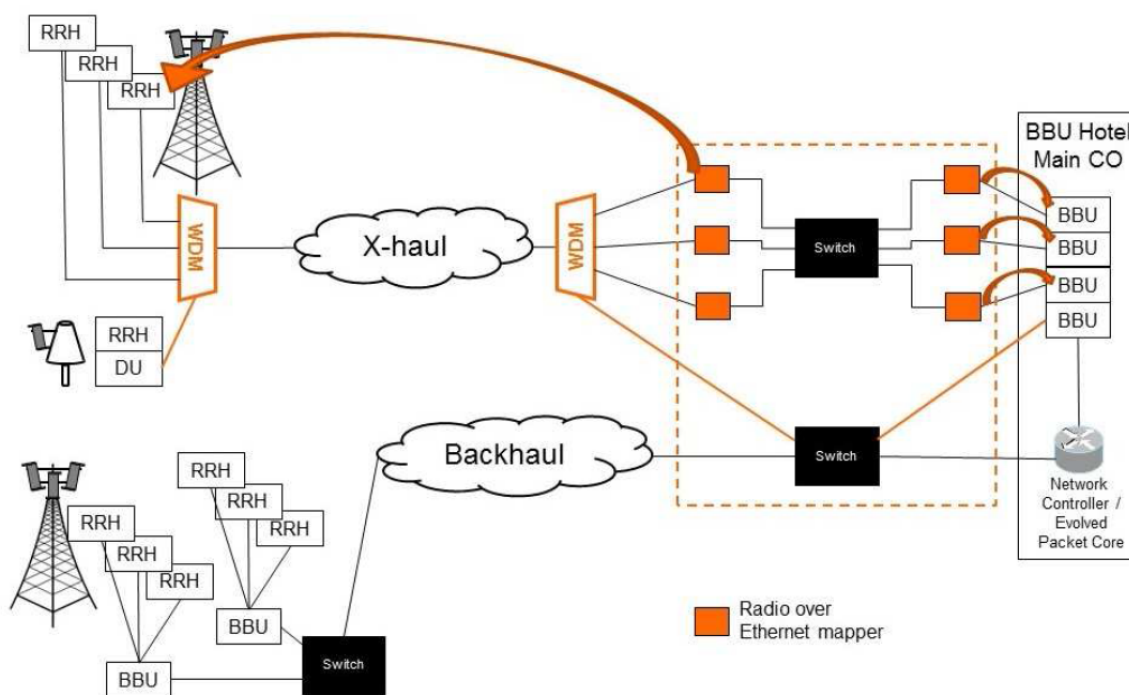 RRH
RRH
RRH
BBU Hotel
Main CO
BBU
BBU
BBU
BBU
WDM
X-haul
WDM
Switch
RRH
DU
Backhaul
Switch
Network
Controller /
Evolved
Packet Core
RRH
RRH
RRH
RRH
RRH
RRH
BBU
BBU
Switch
Radio over
Ethernet mapper